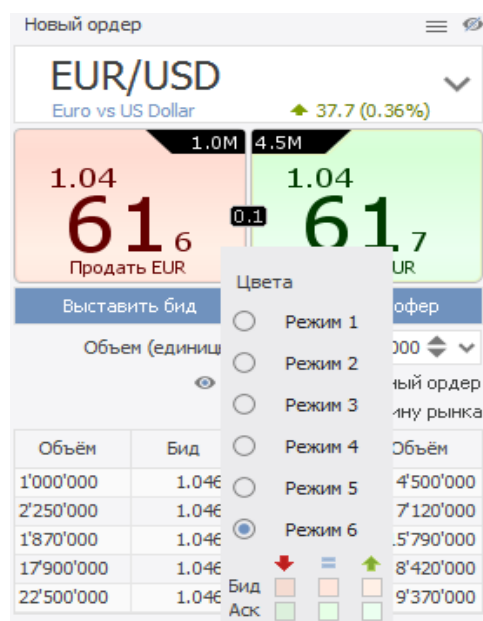 Новый ордер
EUR/USD
Euro vs US Dollar 37.7 (0.36%)
1.0M 4.5M
1.04 1.04
61 6 0.1 61 7
Продать EUR UR
Выставить бид офер
Объем (единиц 000
ный ордер
ину рынка
Цвета
Режим 1
Режим 2
Режим 3
Режим 4
Режим 5
Режим 6
Бид
Аск
Объём Бид Объём
1'000'000 1.046 4'500'000
2'250'000 1.046 7'120'000
1'870'000 1.046 5'790'000
17'900'000 1.046 8'420'000
22'500'000 1.046 9'370'000